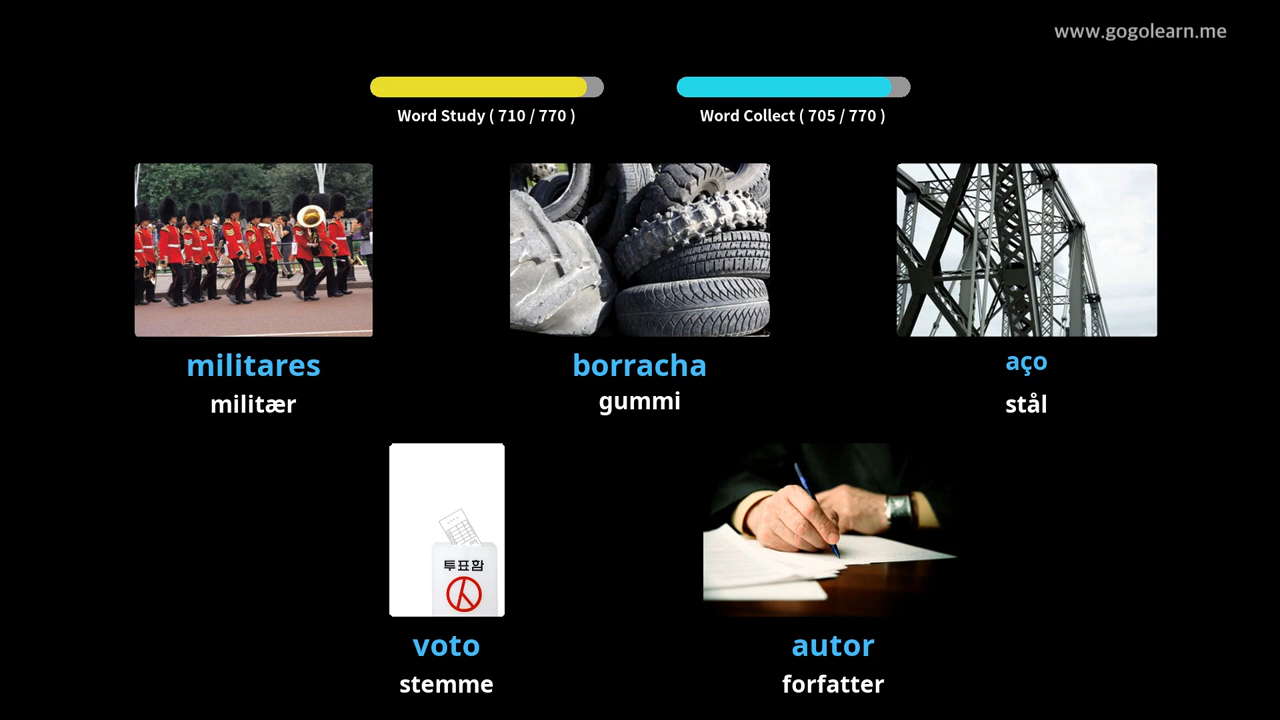 www.gogolearn.me
Word Study ( 710 / 770 )
Word Collect ( 705 / 770 )
militares
militær
borracha
gummi
aço
stål
투표함
voto
stemme
autor
forfatter